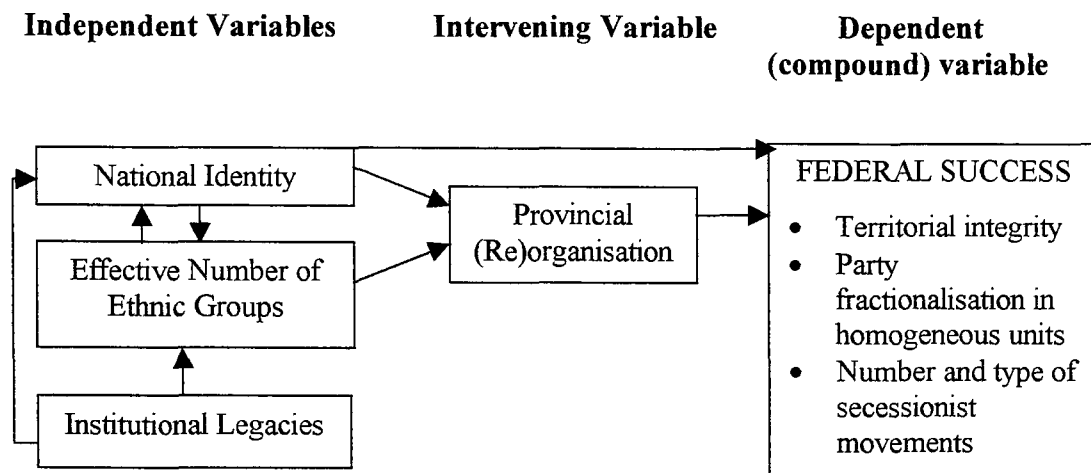 Independent Variables
Intervening Variable
Dependent
(compound) variable
National Identity
Effective Number of
Ethnic Groups
Institutional Legacies
Provincial
(Re)organisation
FEDERAL SUCCESS
• Territorial integrity
• Party
fractionalisation in
homogeneous units
• Number and type of
secessionist
movements